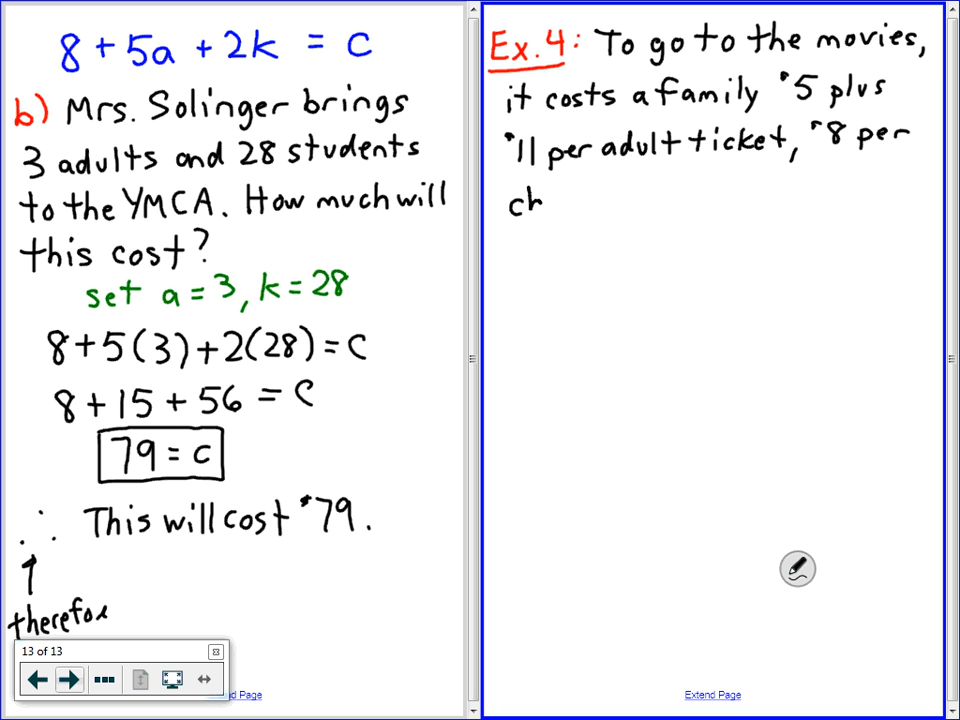 8 + 5a + 2k = c
b) Mrs. Solinger brings
3 adults and 28 students
to the YMCA. How much will
this cost?
set a = 3, k = 28
8 + 5(3) + 2(28) = c
8 + 15 + 56 = c
79 = c
∴ This will cost $79.
↑
therefore
13 of 13
nd Page
Ex. 4: To go to the movies,
it costs a family $5 plus
$11 per adult ticket, $8 per
ch
Extend Page